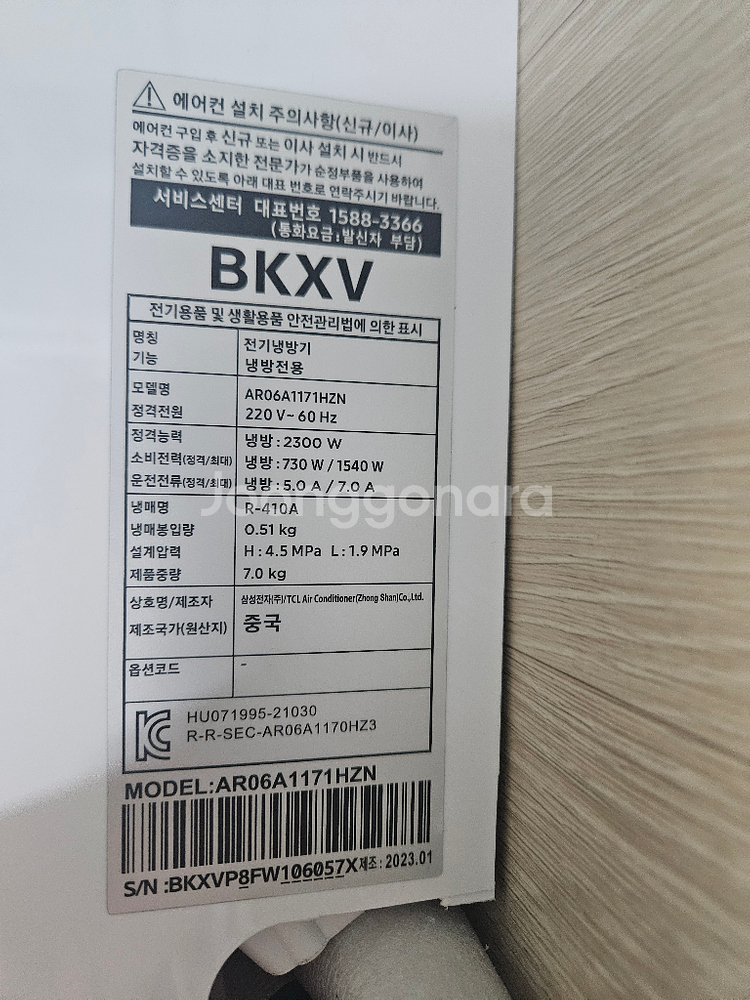 에어컨 설치 주의사항(신규/이사)
에어컨 구입 후 신규 또는 이사 설치 시 반드시
자격증을 소지한 전문가가 순정부품을 사용하여
설치할 수 있도록 아래 대표 번호로 연락주시기 바랍니다.
서비스센터 대표번호 1588-3366
(통화요금:발신자 부담)
BKXV
전기용품 및 생활용품 안전관리법에 의한 표시
명칭 전기냉방기
기능 냉방전용
모델명 AR06A1171HZN
정격전원 220 V~ 60 Hz
정격능력 냉방 : 2300 W
소비전력(정격/최대) 냉방 : 730 W / 1540 W
운전전류(정격/최대) 냉방 : 5.0 A / 7.0 A
Joonggonara
냉매명 R-410A
냉매봉입량 0.51 kg
설계압력 H : 4.5 MPa L : 1.9 MPa
제품중량 7.0 kg
상호명/제조자 삼성전자(주)/TCL Air Conditioner(Zhong Shan)Co.,Ltd.
제조국가(원산지) 중국
옵션코드 -
HU071995-21030
R-R-SEC-AR06A1170HZ3
MODEL:AR06A1171HZN
S/N :BKXVP8FW106057X 제조 : 2023.01